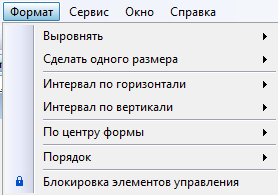 Формат Сервис Окно Справка
Выровнять
Сделать одного размера
Интервал по горизонтали
Интервал по вертикали
По центру формы
Порядок
Блокировка элементов управления